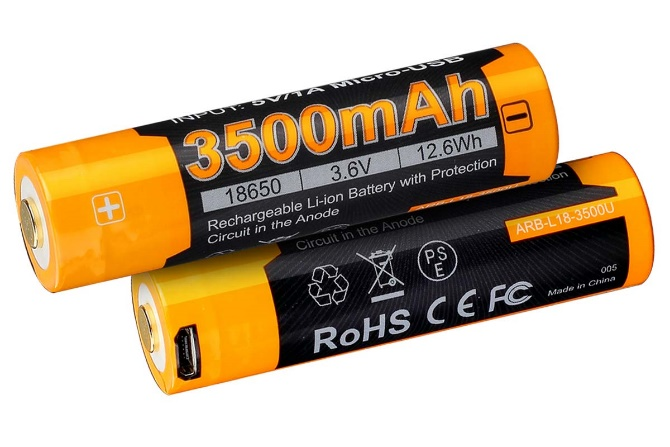 INPUT: 5V/1A Micro-USB
3500mAh
18650 3.6V 12.6Wh
Rechargeable Li-ion Battery with Protection
Circuit in the Anode
Circuit in the Anode
ARB-L18-3500U
PS
E
005
Made in China
RoHS CE FC